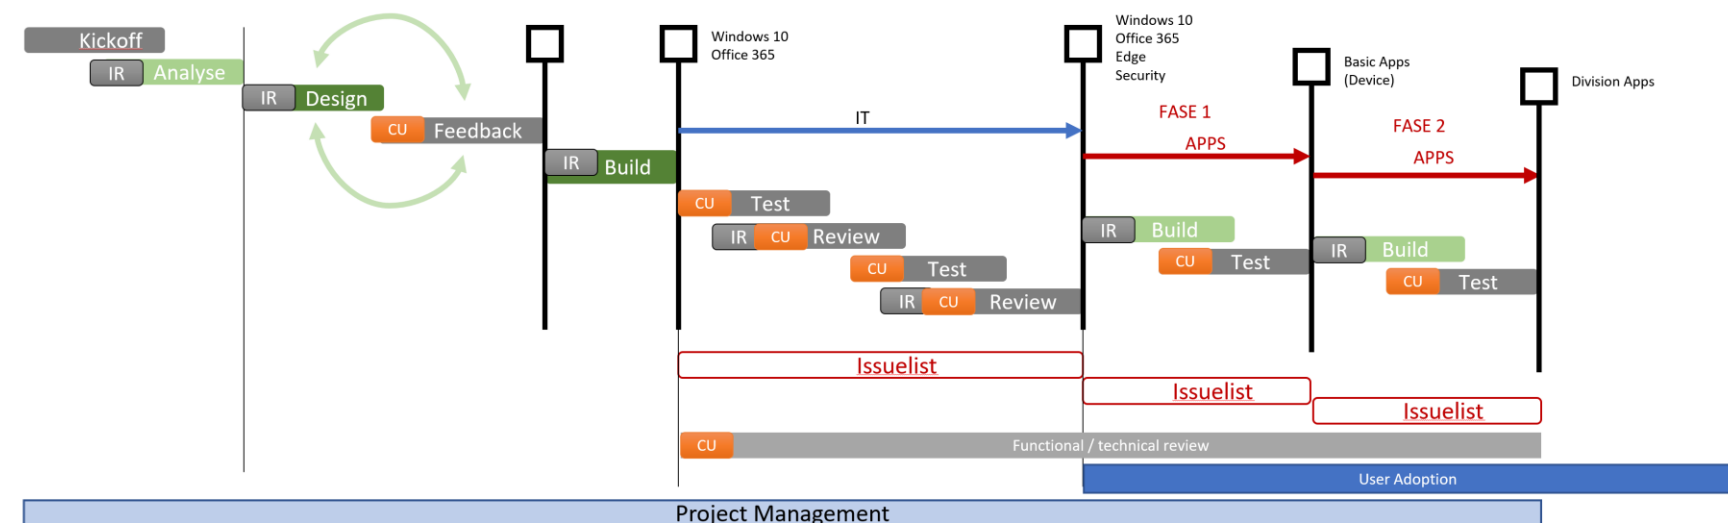 Kickoff
IR Analyse
IR Design
CU Feedback
IR Build
Windows 10
Office 365
IT
Windows 10
Office 365
Edge
Security
FASE 1
APPS
Basic Apps
(Device)
FASE 2
APPS
Division Apps
CU Test
IR CU Review
CU Test
IR CU Review
IR Build
CU Test
IR Build
CU Test
Issuelist
Issuelist
Issuelist
CU Functional / technical review
User Adoption
Project Management